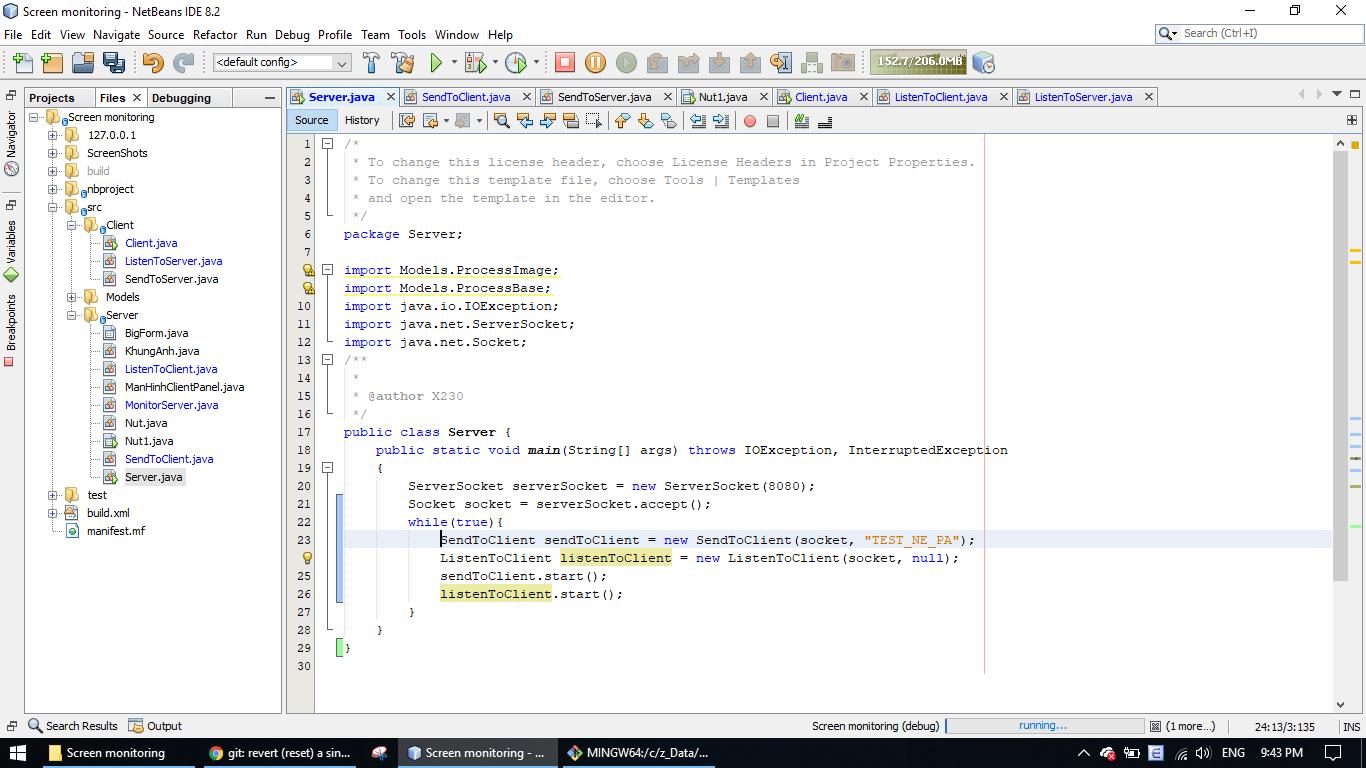 Screen monitoring - NetBeans IDE 8.2
File Edit View Navigate Source Refactor Run Debug Profile Team Tools Window Help
Search (Ctrl+I)
<default config>
152.7/206.0MB
Projects Files Debugging
Server.java SendToClient.java SendToServer.java Nut1.java Client.java ListenToClient.java ListenToServer.java
Source History
Navigator
Variables
Breakpoints
Screen monitoring
127.0.0.1
ScreenShots
build
nbproject
src
Client
Client.java
ListenToServer.java
SendToServer.java
Models
Server
BigForm.java
KhungAnh.java
ListenToClient.java
ManHinhClientPanel.java
MonitorServer.java
Nut.java
Nut1.java
SendToClient.java
Server.java
test
build.xml
manifest.mf
1 /*
2 * To change this license header, choose License Headers in Project Properties.
3 * To change this template file, choose Tools | Templates
4 * and open the template in the editor.
5 */
6 package Server;
7
import Models.ProcessImage;
import Models.ProcessBase;
10 import java.io.IOException;
11 import java.net.ServerSocket;
12 import java.net.Socket;
13 /**
14 *
15 * @author X230
16 */
17 public class Server {
18 public static void main(String[] args) throws IOException, InterruptedException
19 {
20 ServerSocket serverSocket = new ServerSocket(8080);
21 Socket socket = serverSocket.accept();
22 while(true){
23 SendToClient sendToClient = new SendToClient(socket, "TEST_NE_PA");
ListenToClient listenToClient = new ListenToClient(socket, null);
25 sendToClient.start();
26 listenToClient.start();
27 }
28 }
29 }
30
Search Results Output
Screen monitoring (debug) running... (1 more...) 24:13/3:135 INS
Screen monitoring git: revert (reset) a sin... Screen monitoring - ... MINGW64:/c/z_Data/... ENG 9:43 PM